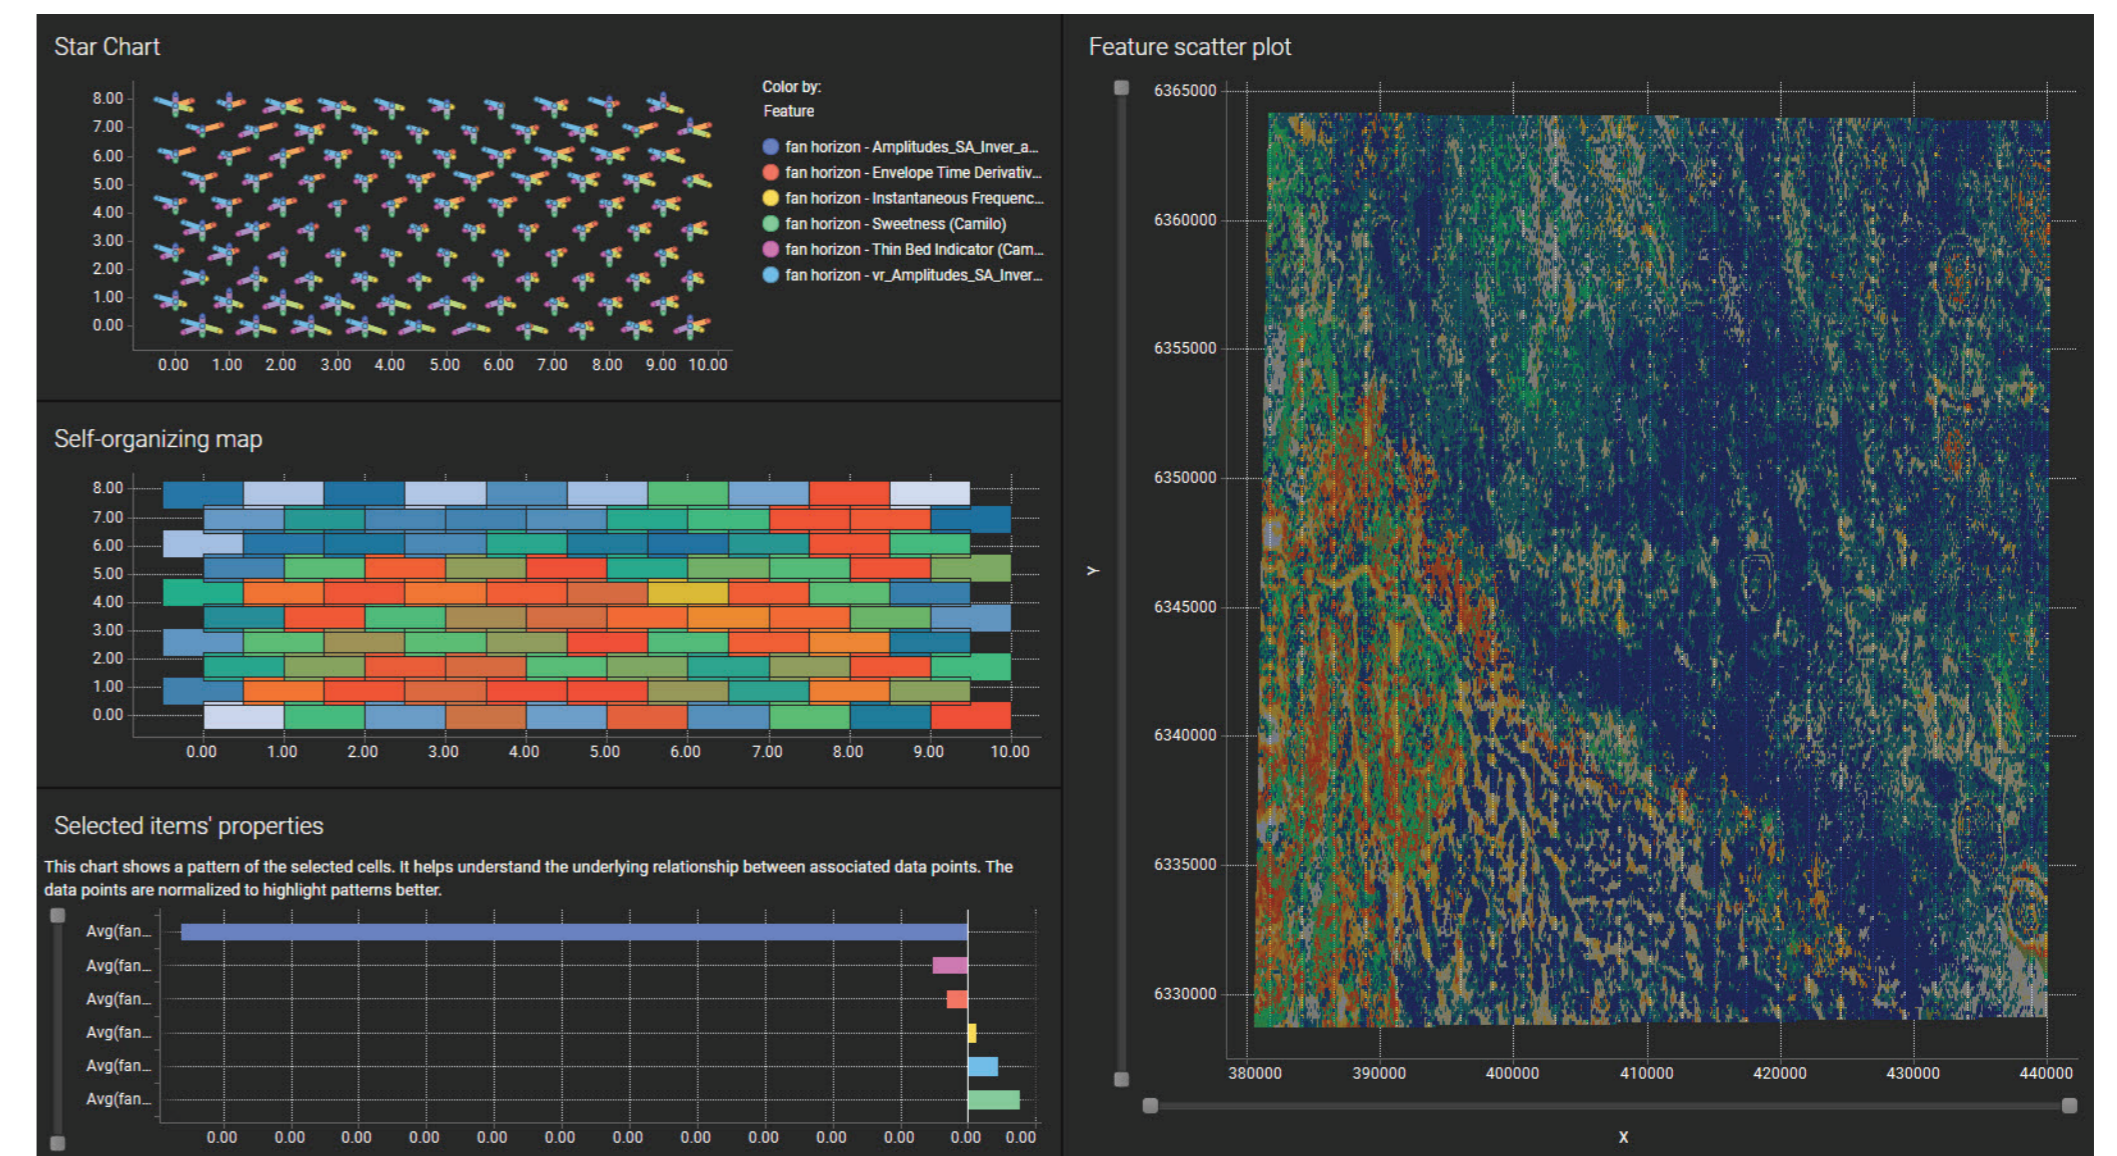 Star Chart
8.00
7.00
6.00
5.00
4.00
3.00
2.00
1.00
0.00
0.00 1.00 2.00 3.00 4.00 5.00 6.00 7.00 8.00 9.00 10.00
Color by:
Feature
fan horizon - Amplitudes_SA_Inver_a...
fan horizon - Envelope Time Derivativ...
fan horizon - Instantaneous Frequenc...
fan horizon - Sweetness (Camilo)
fan horizon - Thin Bed Indicator (Cam...
fan horizon - vr_Amplitudes_SA_Inver...
Self-organizing map
8.00
7.00
6.00
5.00
4.00
3.00
2.00
1.00
0.00
0.00 1.00 2.00 3.00 4.00 5.00 6.00 7.00 8.00 9.00 10.00
Selected items' properties
This chart shows a pattern of the selected cells. It helps understand the underlying relationship between associated data points. The
data points are normalized to highlight patterns better.
Avg(fan...
Avg(fan...
Avg(fan...
Avg(fan...
Avg(fan...
Avg(fan...
0.00 0.00 0.00 0.00 0.00 0.00 0.00 0.00 0.00 0.00 0.00 0.00 0.00
Feature scatter plot
6365000
6360000
6355000
6350000
Y
6345000
6340000
6335000
6330000
380000 390000 400000 410000 420000 430000 440000
X